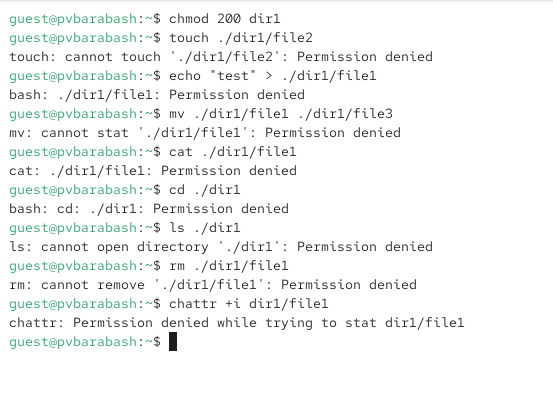 guest@pvbarabash:~$ chmod 200 dir1
guest@pvbarabash:~$ touch ./dir1/file2
touch: cannot touch './dir1/file2': Permission denied
guest@pvbarabash:~$ echo "test" > ./dir1/file1
bash: ./dir1/file1: Permission denied
guest@pvbarabash:~$ mv ./dir1/file1 ./dir1/file3
mv: cannot stat './dir1/file1': Permission denied
guest@pvbarabash:~$ cat ./dir1/file1
cat: ./dir1/file1: Permission denied
guest@pvbarabash:~$ cd ./dir1
bash: cd: ./dir1: Permission denied
guest@pvbarabash:~$ ls ./dir1
ls: cannot open directory './dir1': Permission denied
guest@pvbarabash:~$ rm ./dir1/file1
rm: cannot remove './dir1/file1': Permission denied
guest@pvbarabash:~$ chattr +i dir1/file1
chattr: Permission denied while trying to stat dir1/file1
guest@pvbarabash:~$